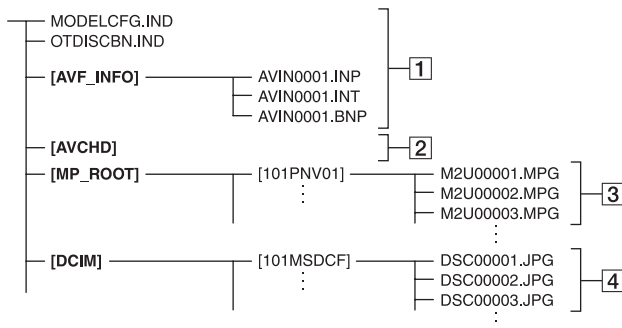 MODELCFG.IND
OTDISCBN.IND
[AVF_INFO] AVIN0001.INP 1
AVIN0001.INT
AVIN0001.BNP
[AVCHD] 2
[MP_ROOT] [101PNV01] M2U00001.MPG
M2U00002.MPG 3
M2U00003.MPG
[DCIM] [101MSDCF] DSC00001.JPG
DSC00002.JPG 4
DSC00003.JPG